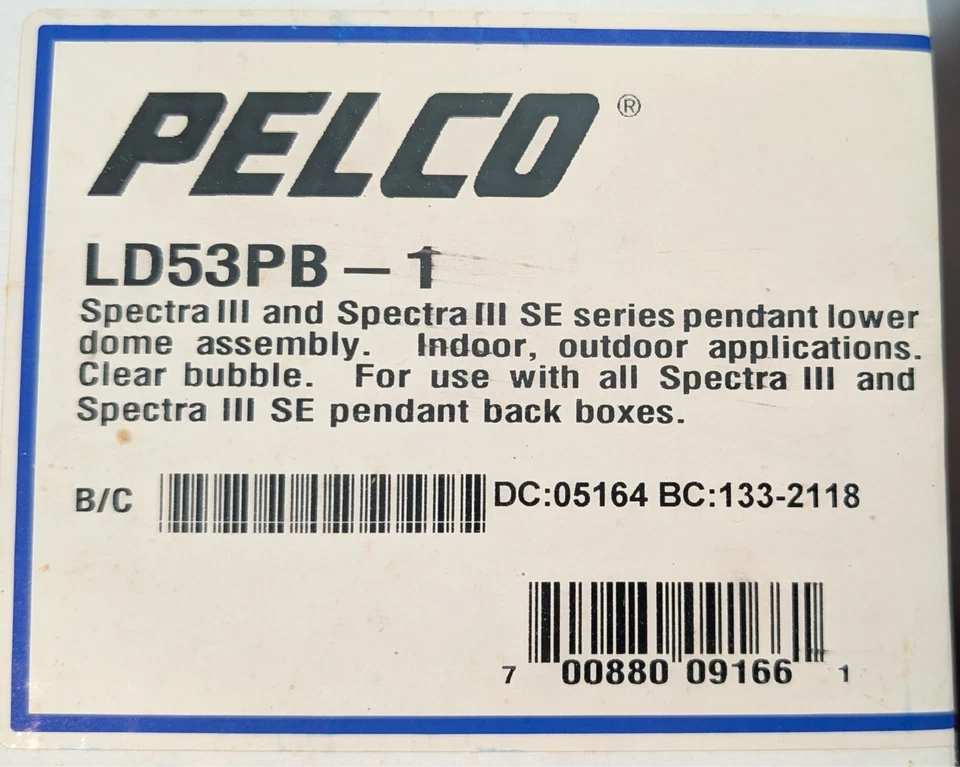 PELCO ®
LD53PB – 1
Spectra III and Spectra III SE series pendant lower
dome assembly. Indoor, outdoor applications.
Clear bubble. For use with all Spectra III and
Spectra III SE pendant back boxes.
B/C DC:05164 BC:133-2118
7 00880 09166 1